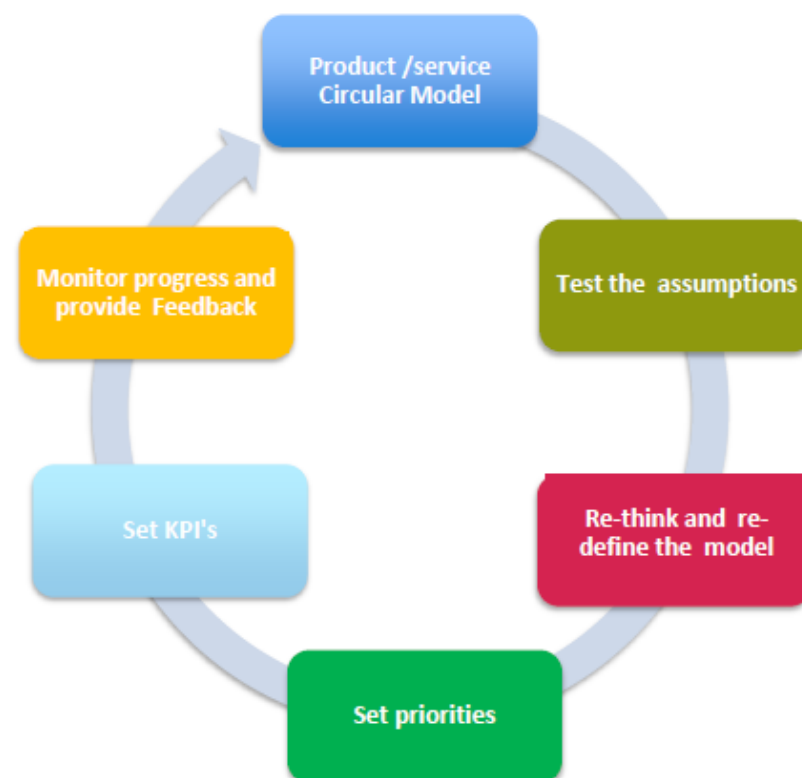 Product /service
Circular Model
Test the  assumptions
Re-think and re-
define the  model
Set priorities
Set KPI's
Monitor progress and
provide  Feedback